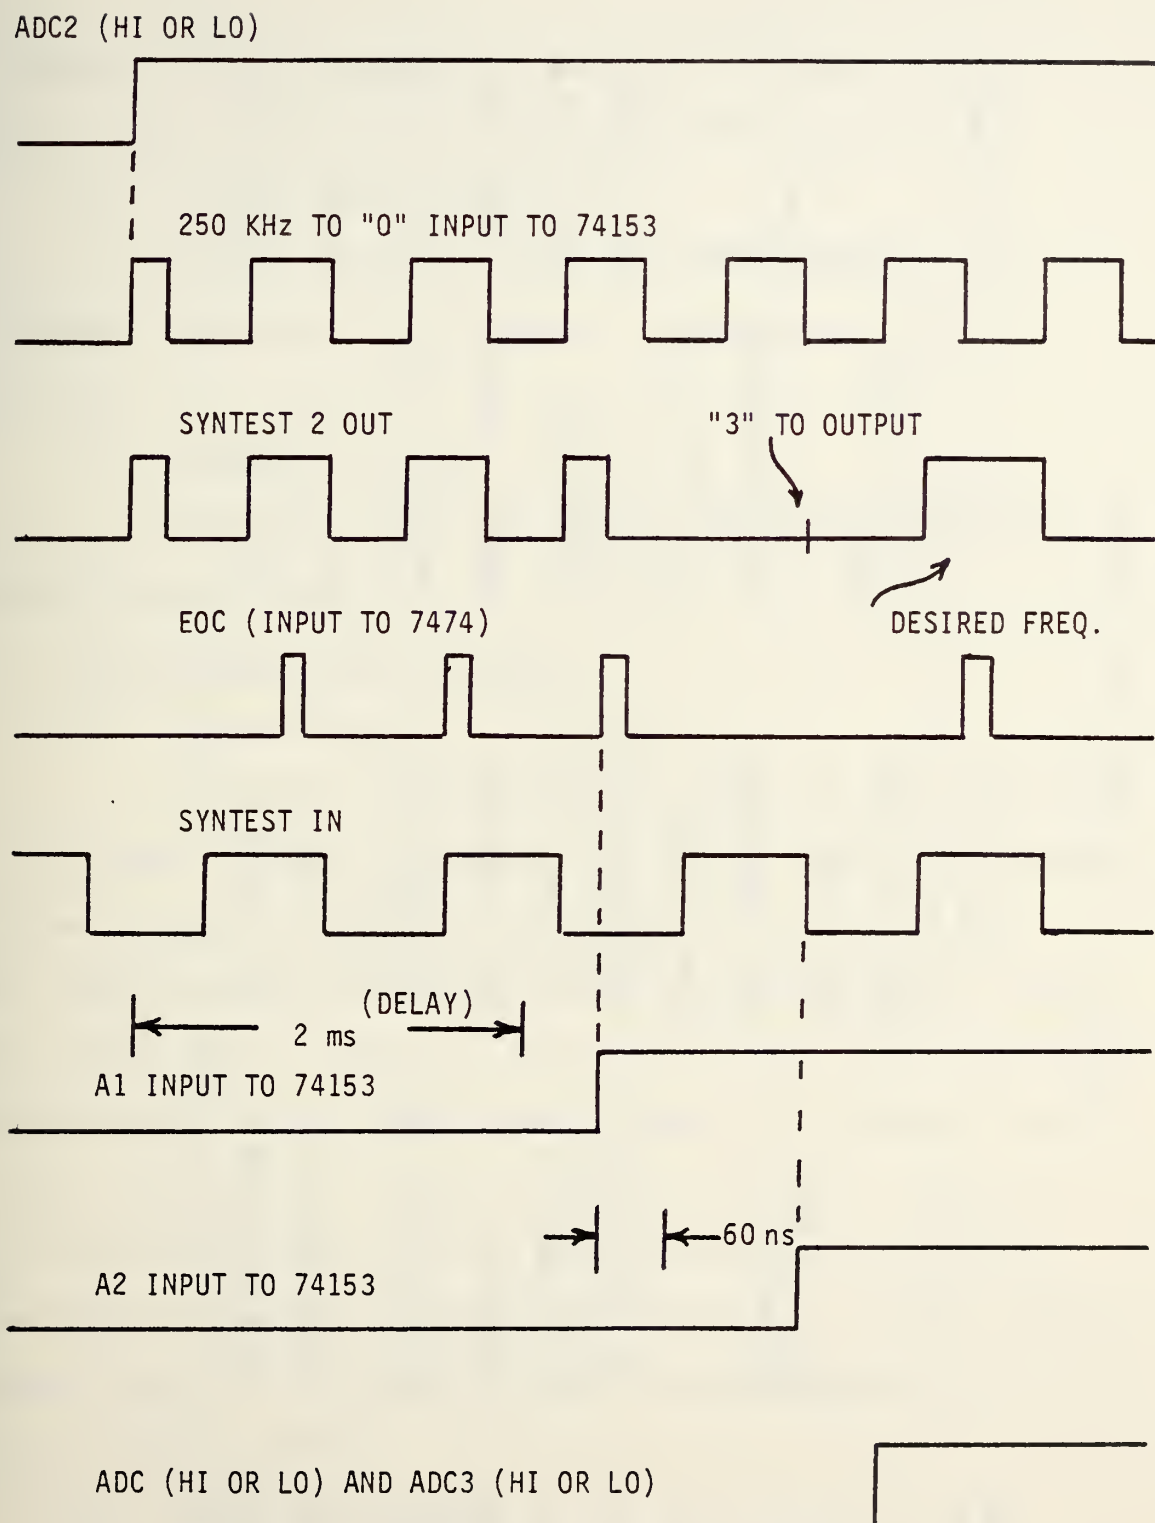 ADC2 (HI OR LO)
250 KHz TO "0" INPUT TO 74153
SYNTEST 2 OUT
"3" TO OUTPUT
EOC (INPUT TO 7474)
DESIRED FREQ.
SYNTEST IN
(DELAY)
2 ms
A1 INPUT TO 74153
60 ns
A2 INPUT TO 74153
ADC (HI OR LO) AND ADC3 (HI OR LO)